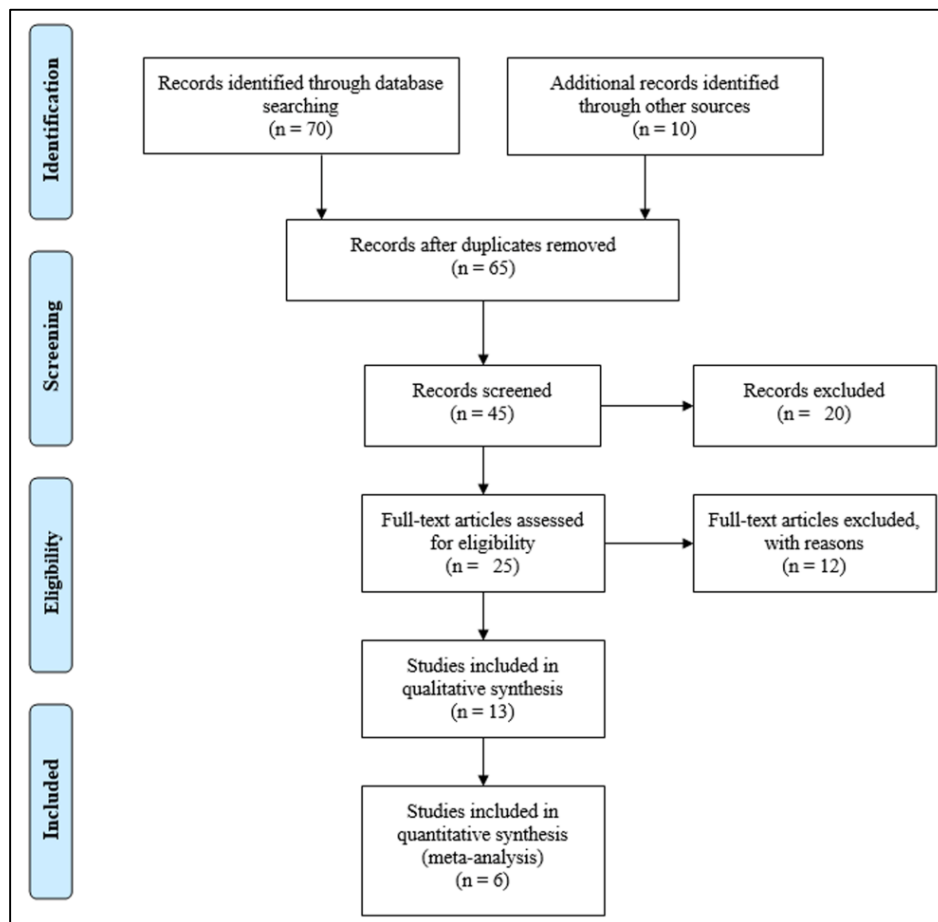 Identification
Records identified through database
searching
(n = 70)
Additional records identified
through other sources
(n = 10)
Records after duplicates removed
(n = 65)
Screening
Records screened
(n = 45)
Records excluded
(n = 20)
Eligibility
Full-text articles assessed
for eligibility
(n = 25)
Full-text articles excluded,
with reasons
(n = 12)
Studies included in
qualitative synthesis
(n = 13)
Included
Studies included in
quantitative synthesis
(meta-analysis)
(n = 6)